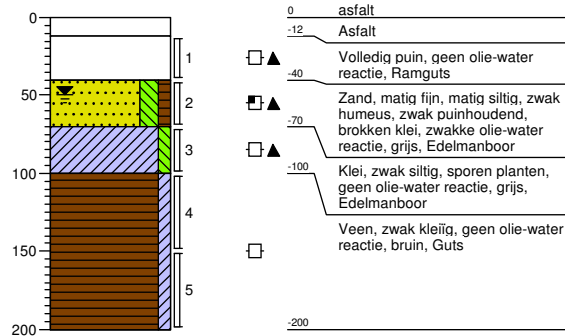 0
50
100
150
200
1
2
3
4
5
0
asfalt
-12
Asfalt
Volledig puin, geen olie-water
reactie, Ramguts
-40
Zand, matig fijn, matig siltig, zwak
humeus, zwak puinhoudend,
brokken klei, zwakke olie-water
reactie, grijs, Edelmanboor
-70
Klei, zwak siltig, sporen planten,
geen olie-water reactie, grijs,
Edelmanboor
-100
Veen, zwak kleiïg, geen olie-water
reactie, bruin, Guts
-200